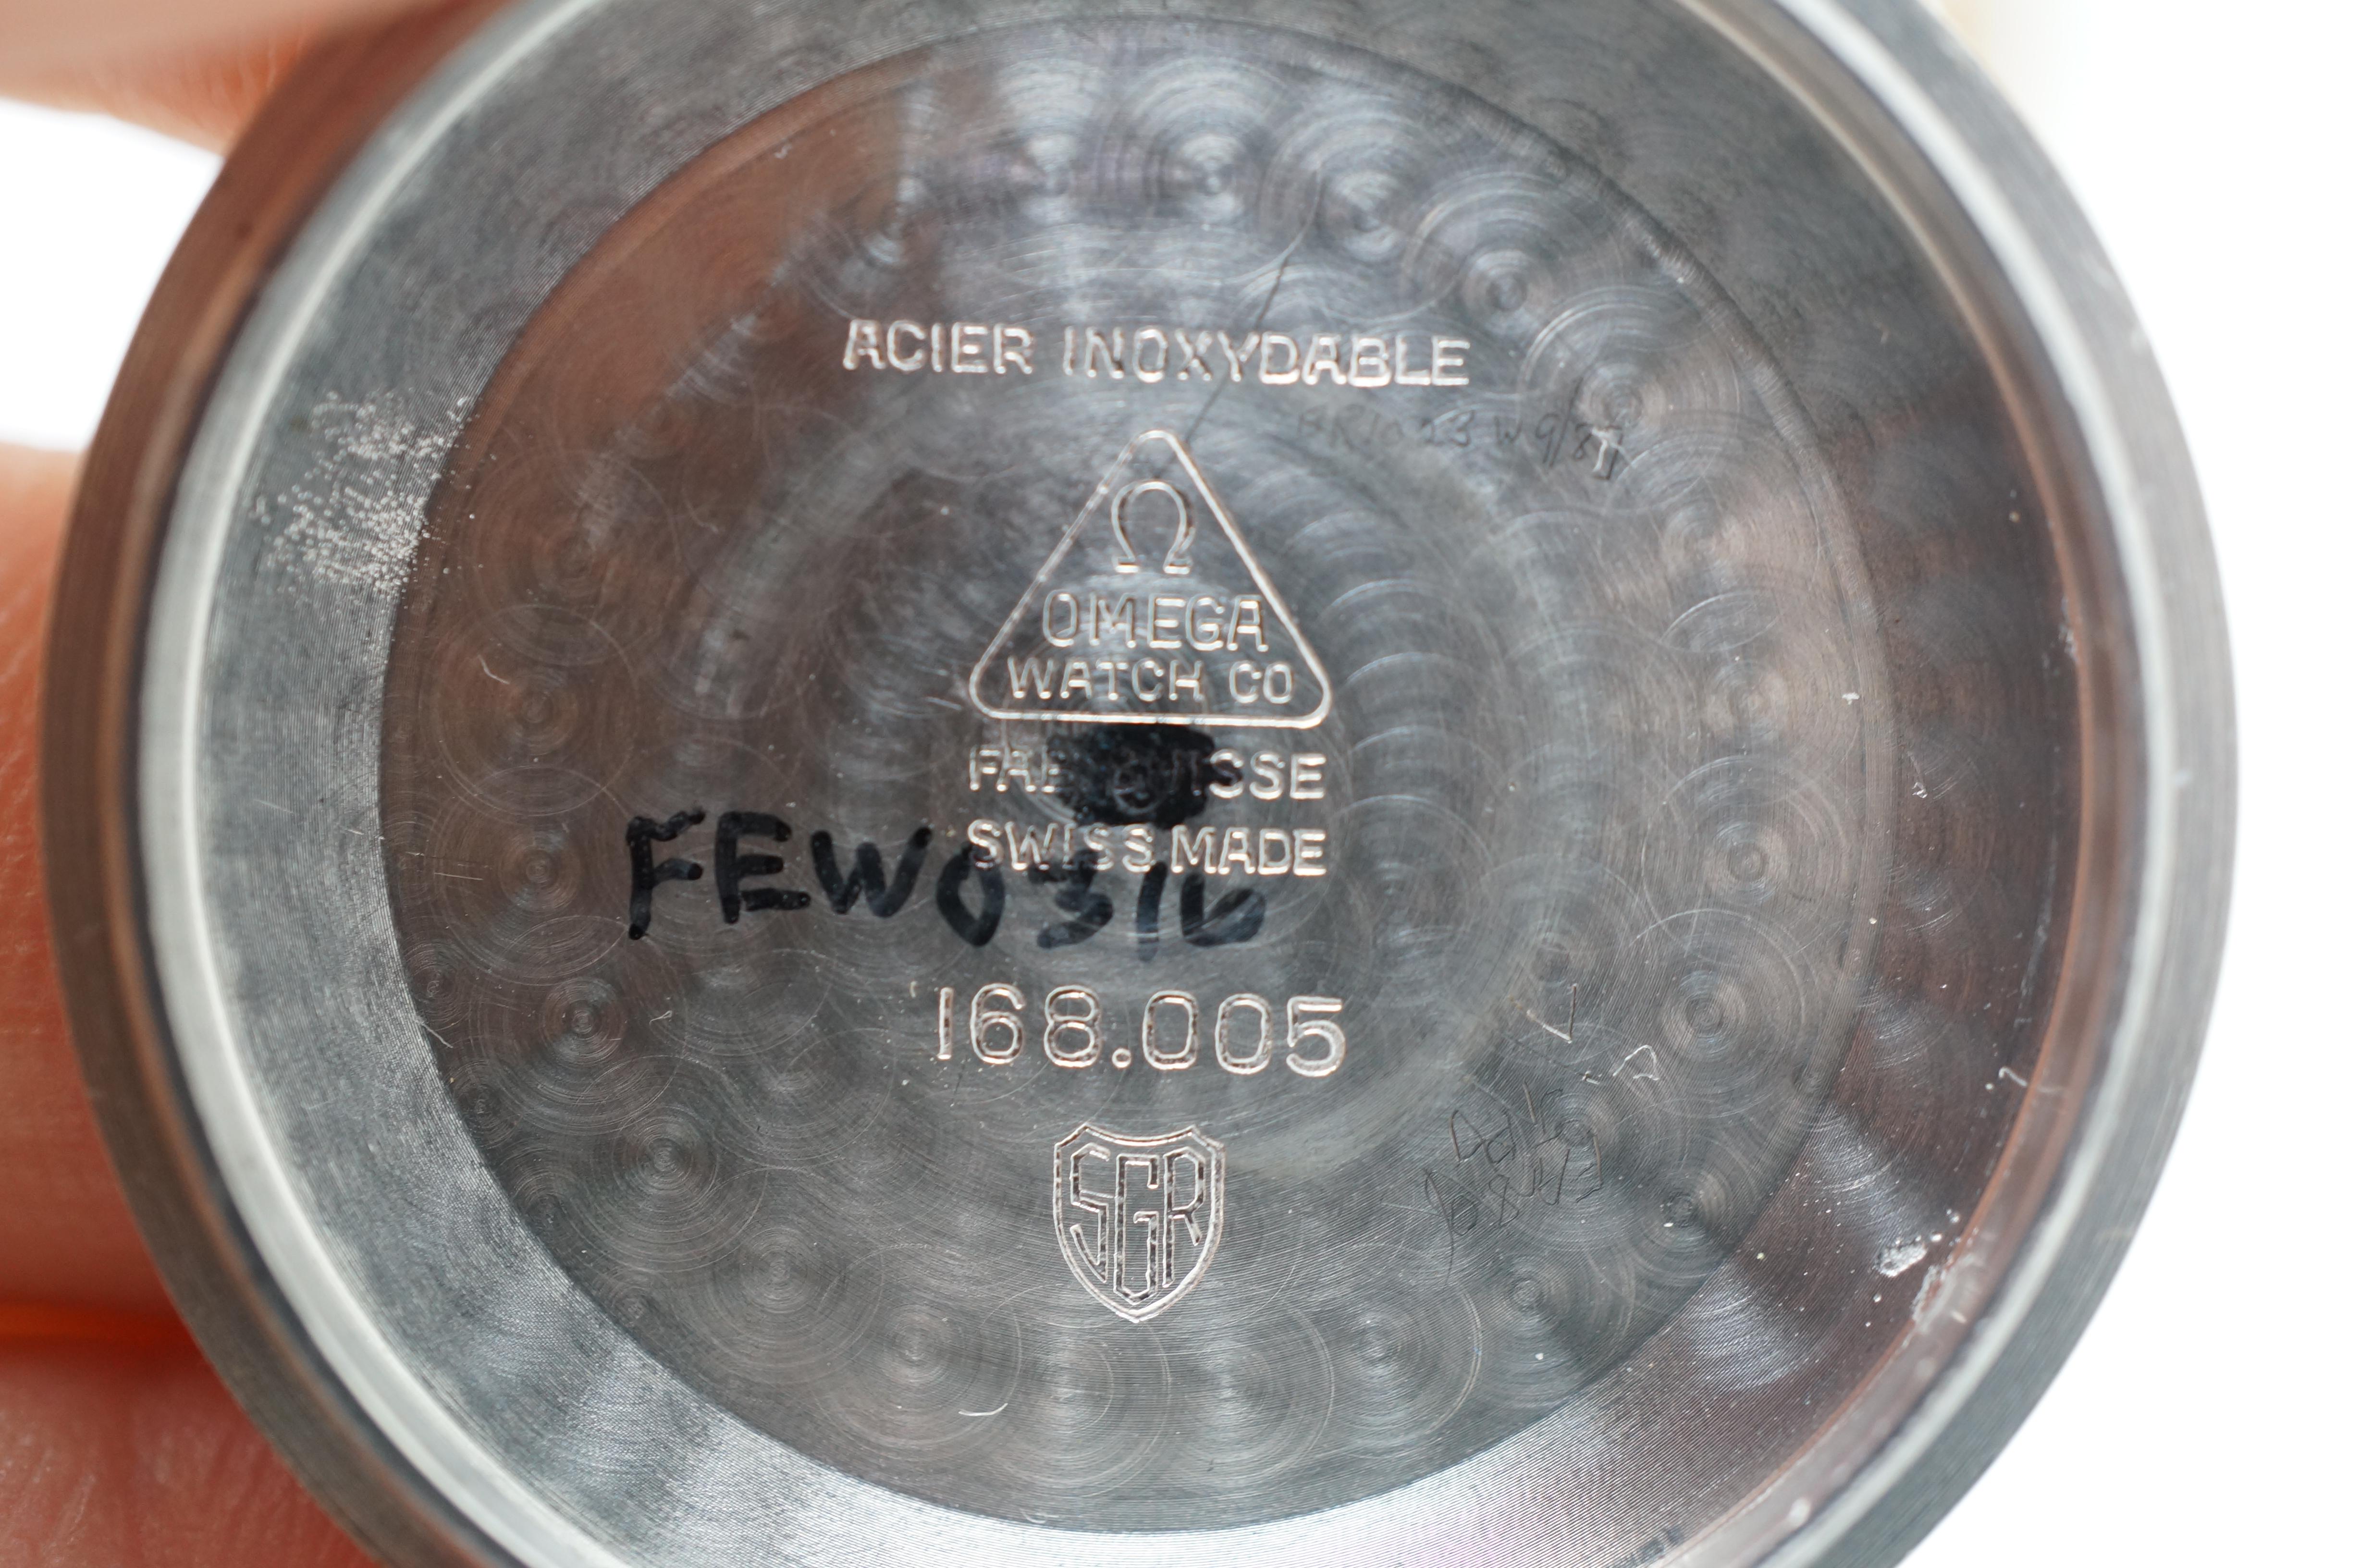 ACIER INOXYDABLE
Ω
OMEGA
WATCH CO
SSE
SWISS MADE
FEW0316
168.005
SGR